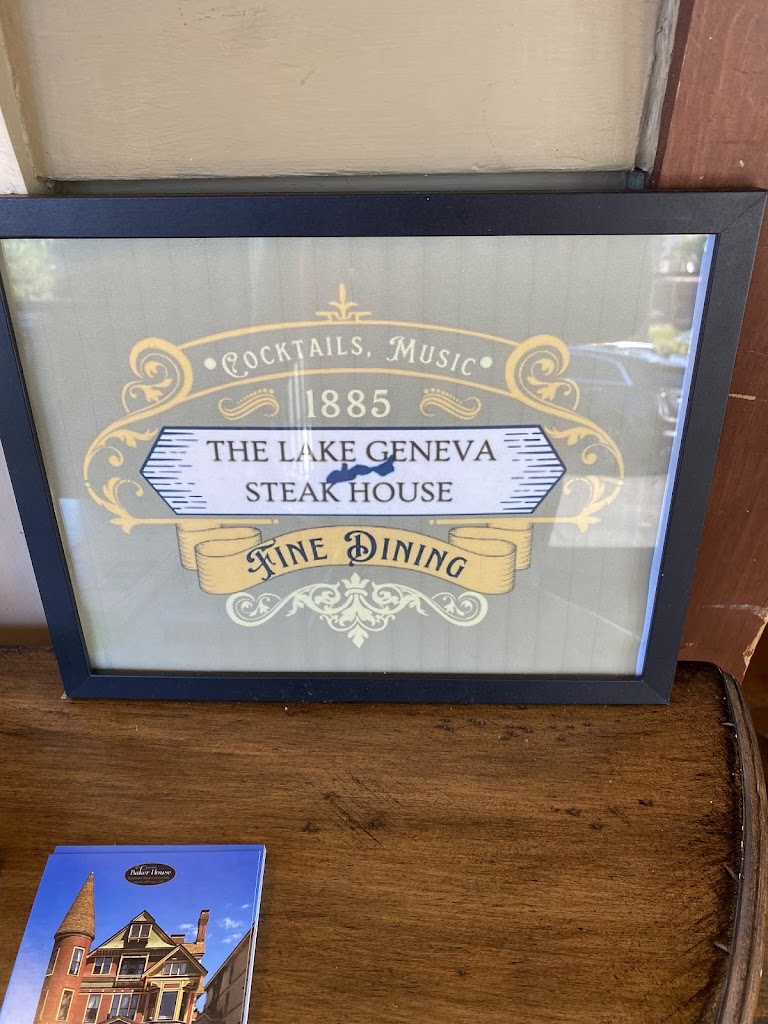 Cocktails, Music
1885
THE LAKE GENEVA
STEAK HOUSE
Fine Dining
Baker House